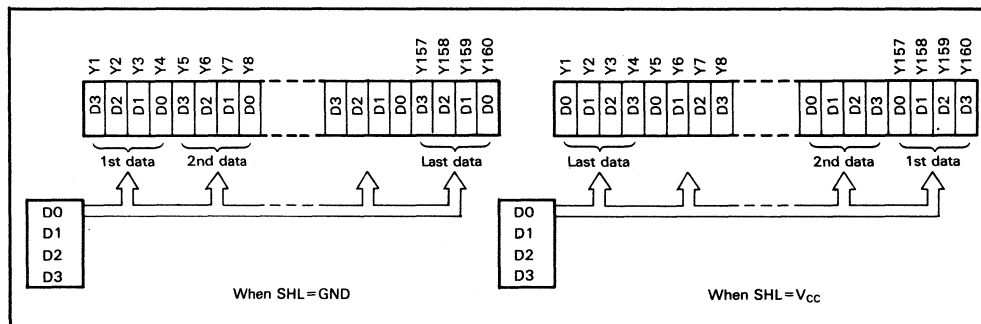 Y1 Y2 Y3 Y4 Y5 Y6 Y7 Y8 Y157 Y158 Y159 Y160
D3 D2 D1 D0 D3 D2 D1 D0 D3 D2 D1 D0 D3 D2 D1 D0
1st data 2nd data Last data
D0
D1
D2
D3
When SHL=GND
Y1 Y2 Y3 Y4 Y5 Y6 Y7 Y8 Y157 Y158 Y159 Y160
D0 D1 D2 D3 D0 D1 D2 D3 D0 D1 D2 D3 D0 D1 D2 D3
Last data 2nd data 1st data
D0
D1
D2
D3
When SHL=VCC